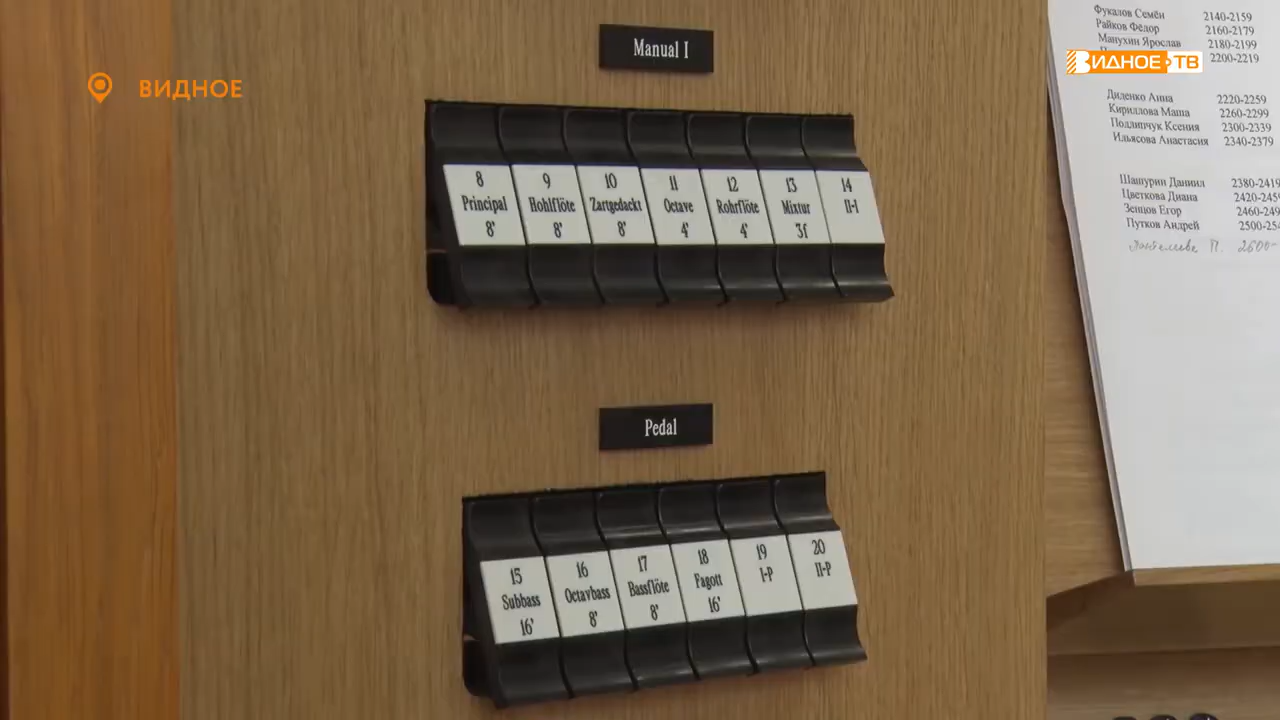 ВИДНОЕ
ВИДНОЕ ТВ
Manual I
8
Principal
8'
9
Hohlflöte
8'
10
Zartgedackt
8'
11
Octave
4'
12
Rohrflöte
4'
13
Mixtur
3f
14
II-I
Pedal
15
Subbass
16'
16
Octavbass
8'
17
Bassflöte
8'
18
Fagott
16'
19
I-P
20
II-P
Фукалов Семён 2140-2159
Райков Фёдор 2160-2179
Манухин Ярослав 2180-2199
2200-2219
Диленко Анна 2220-2259
Кириллова Маша 2260-2299
Подлипчук Ксения 2300-2339
Ильясова Анастасия 2340-2379
Шашурин Даниил 2380-2419
Цветкова Диана 2420-245
Зенцов Егор 2460-249
Путков Андрей 2500-25
П. 2600-